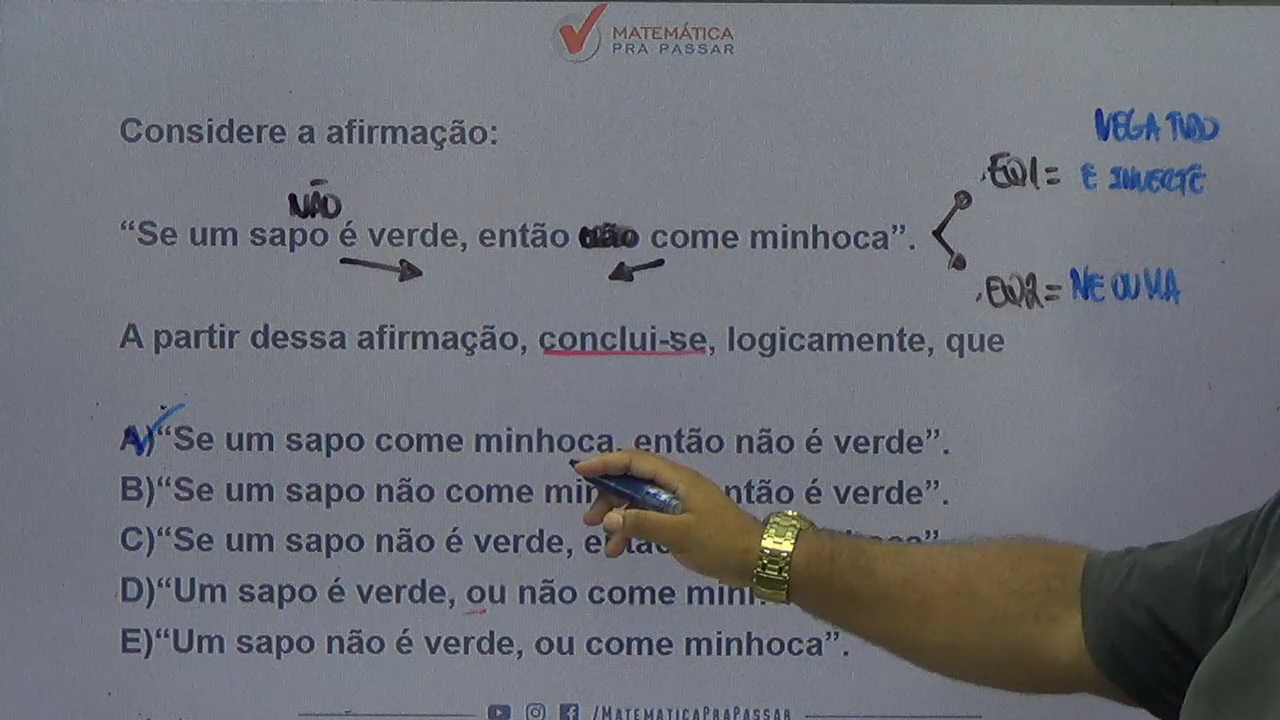 MATEMÁTICA
PRA PASSAR
Considere a afirmação:
NEGA TUDO
E INVERTE
EQ1=
NÃO
“Se um sapo é verde, então não come minhoca”.
EQ2= NE OU MA
A partir dessa afirmação, conclui-se, logicamente, que
A)“Se um sapo come minhoca, então não é verde”.
B)“Se um sapo não come então é verde”.
C)“Se um sapo não é verde,
D)“Um sapo é verde, ou não come
E)“Um sapo não é verde, ou come minhoca”.
/MATEMATICAPRAPASSAR